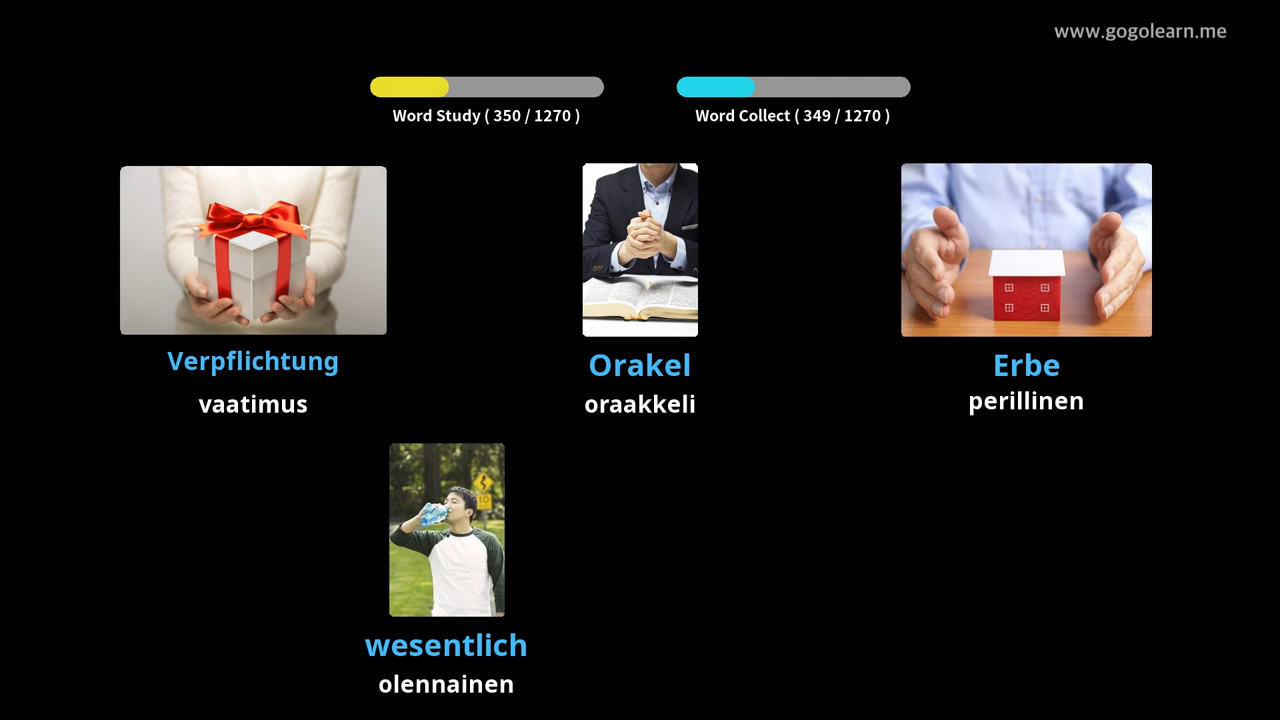 www.gogolearn.me
Word Study ( 350 / 1270 )
Word Collect ( 349 / 1270 )
Verpflichtung
vaatimus
Orakel
oraakkeli
Erbe
perillinen
10
wesentlich
olennainen